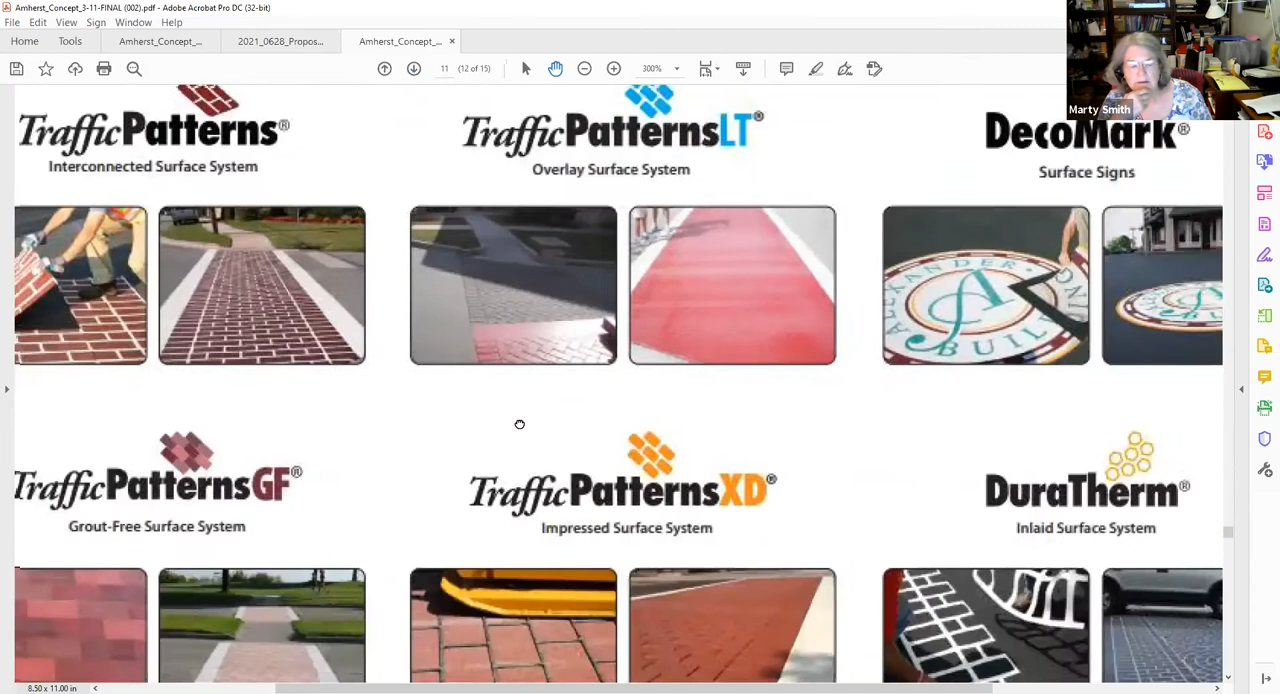 Amherst_Concept_3-11-FINAL (002).pdf - Adobe Acrobat Pro DC (32-bit)
File Edit View Sign Window Help
Home Tools Amherst_Concept_... 2021_0628_Propos... Amherst_Concept_... ×
11 (12 of 15) 300%
Marty Smith
TrafficPatterns®
Interconnected Surface System
TrafficPatternsLT®
Overlay Surface System
DecoMark®
Surface Signs
ALEXANDER
A
BUIL
ING
TrafficPatternsGF®
Grout-Free Surface System
TrafficPatternsXD®
Impressed Surface System
DuraTherm®
Inlaid Surface System
8.50 x 11.00 in